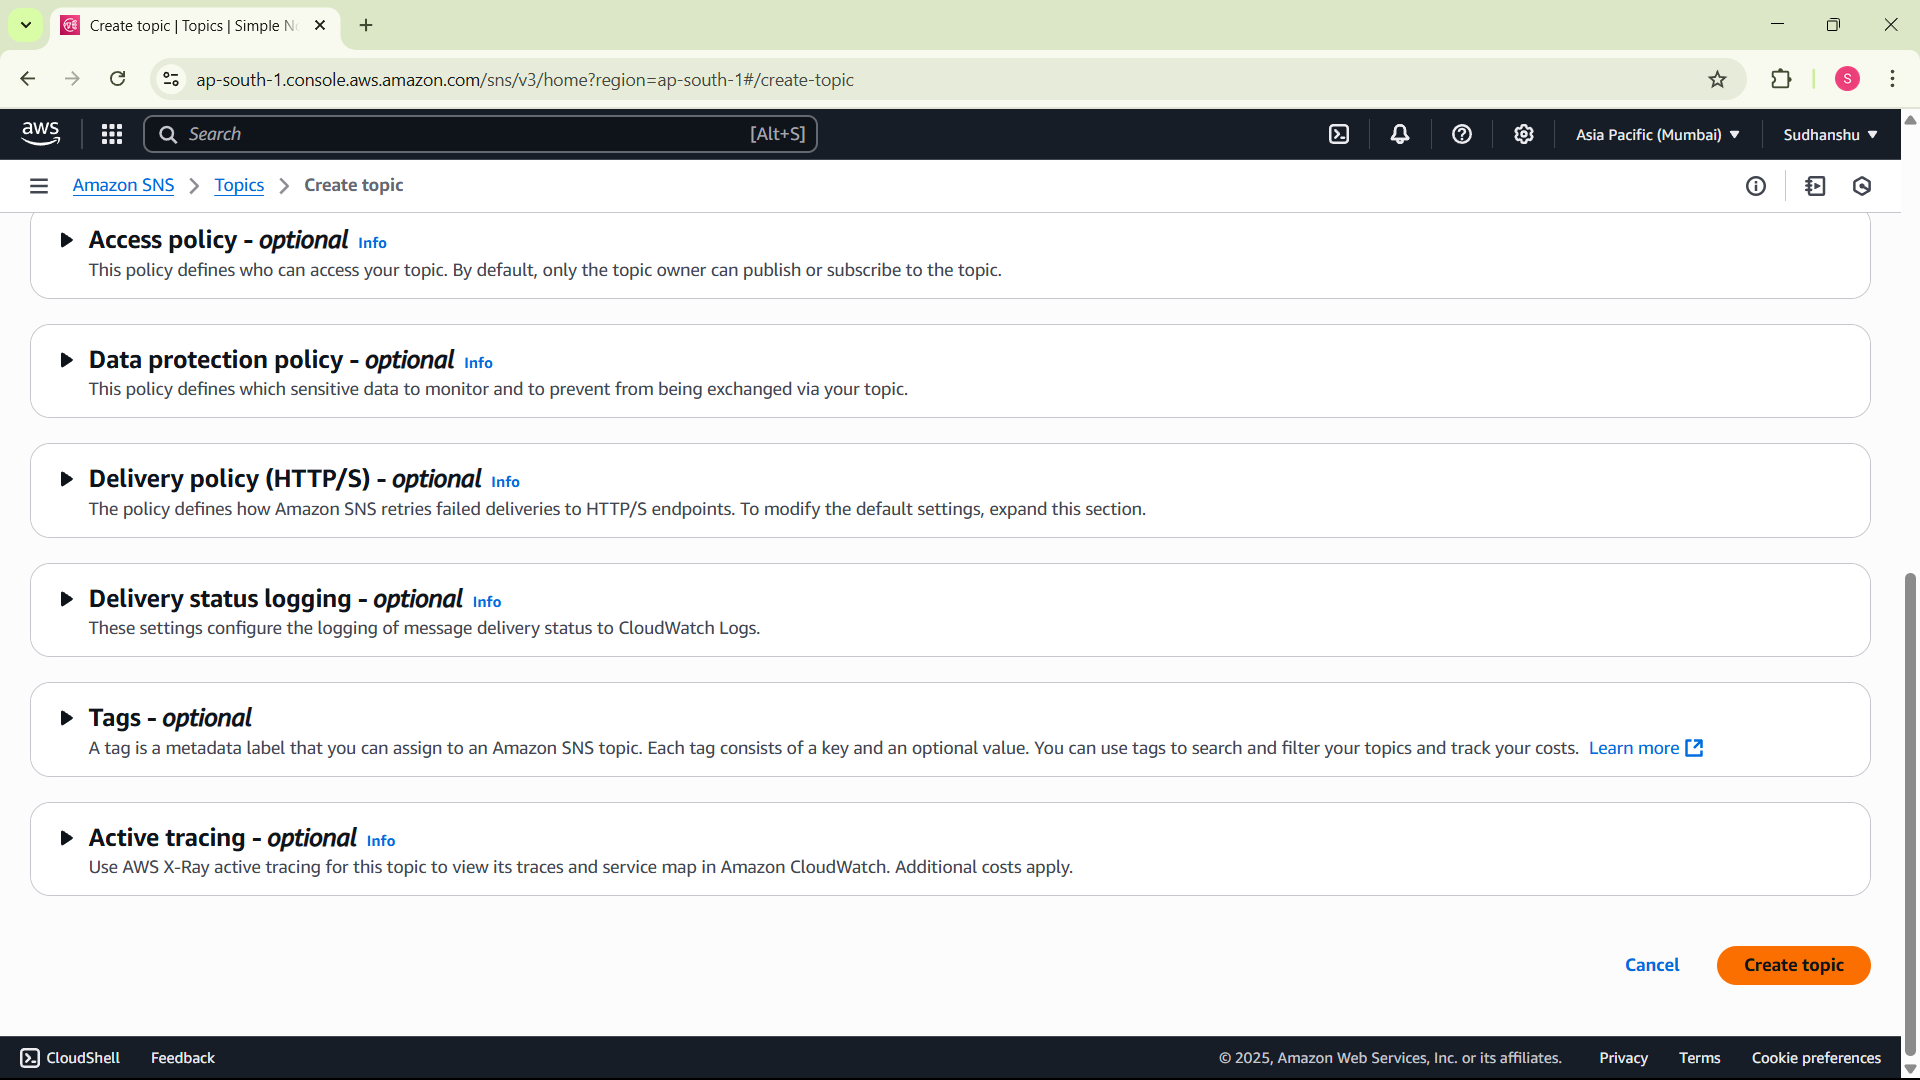 Create topic | Topics | Simple N
ap-south-1.console.aws.amazon.com/sns/v3/home?region=ap-south-1#/create-topic
S
aws
Search
[Alt+S]
Asia Pacific (Mumbai)
Sudhanshu
Amazon SNS
Topics
Create topic
Access policy - optional Info
This policy defines who can access your topic. By default, only the topic owner can publish or subscribe to the topic.
Data protection policy - optional Info
This policy defines which sensitive data to monitor and to prevent from being exchanged via your topic.
Delivery policy (HTTP/S) - optional Info
The policy defines how Amazon SNS retries failed deliveries to HTTP/S endpoints. To modify the default settings, expand this section.
Delivery status logging - optional Info
These settings configure the logging of message delivery status to CloudWatch Logs.
Tags - optional
A tag is a metadata label that you can assign to an Amazon SNS topic. Each tag consists of a key and an optional value. You can use tags to search and filter your topics and track your costs. Learn more
Active tracing - optional Info
Use AWS X-Ray active tracing for this topic to view its traces and service map in Amazon CloudWatch. Additional costs apply.
Cancel
Create topic
CloudShell
Feedback
© 2025, Amazon Web Services, Inc. or its affiliates.
Privacy
Terms
Cookie preferences